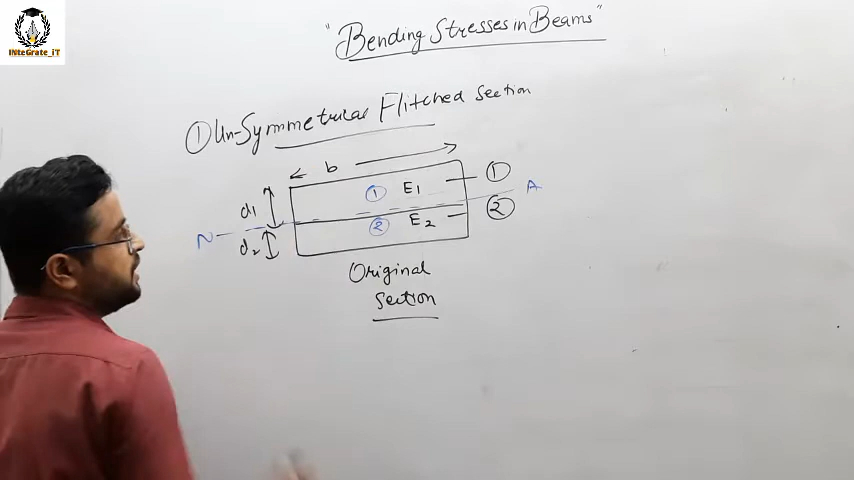 INteGrate_iT
"Bending Stresses in Beams"
① Un-Symmetrical Flitched Section
b
d₁ ① E₁ ①
N A
d₂ ② E₂ ②
Original
Section